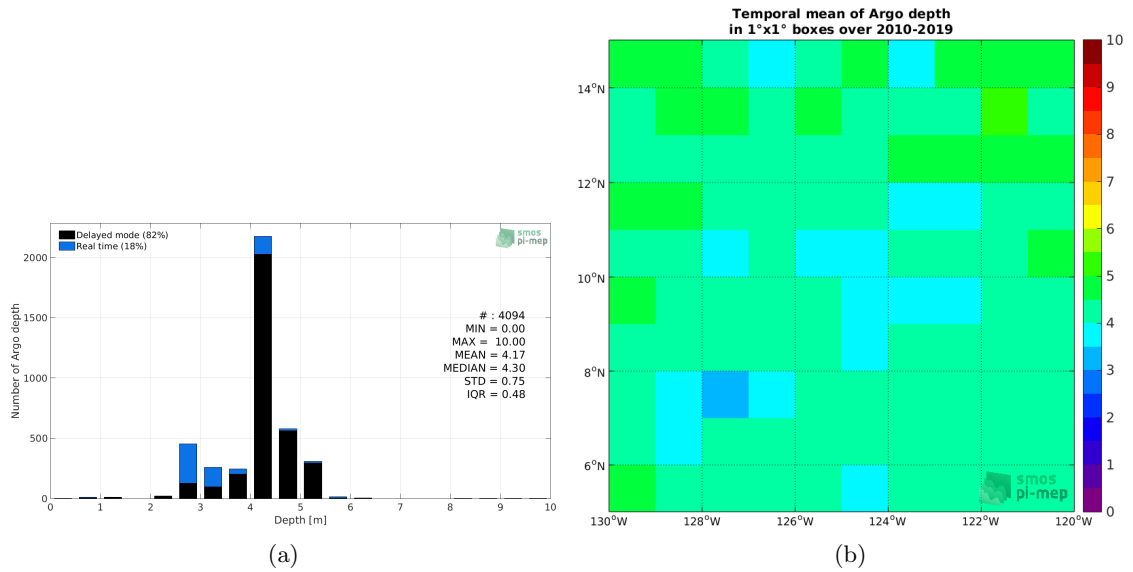 Delayed mode (82%)
Real time (18%)
smos
pi-mep
Number of Argo depth
2000
1500
1000
500
0
# : 4094
MIN = 0.00
MAX = 10.00
MEAN = 4.17
MEDIAN = 4.30
STD = 0.75
IQR = 0.48
0 1 2 3 4 5 6 7 8 9 10
Depth [m]
(a)
Temporal mean of Argo depth
in 1°x1° boxes over 2010-2019
14°N
12°N
10°N
8°N
6°N
130°W 128°W 126°W 124°W 122°W 120°W
smos
pi-mep
10
9
8
7
6
5
4
3
2
1
0
(b)